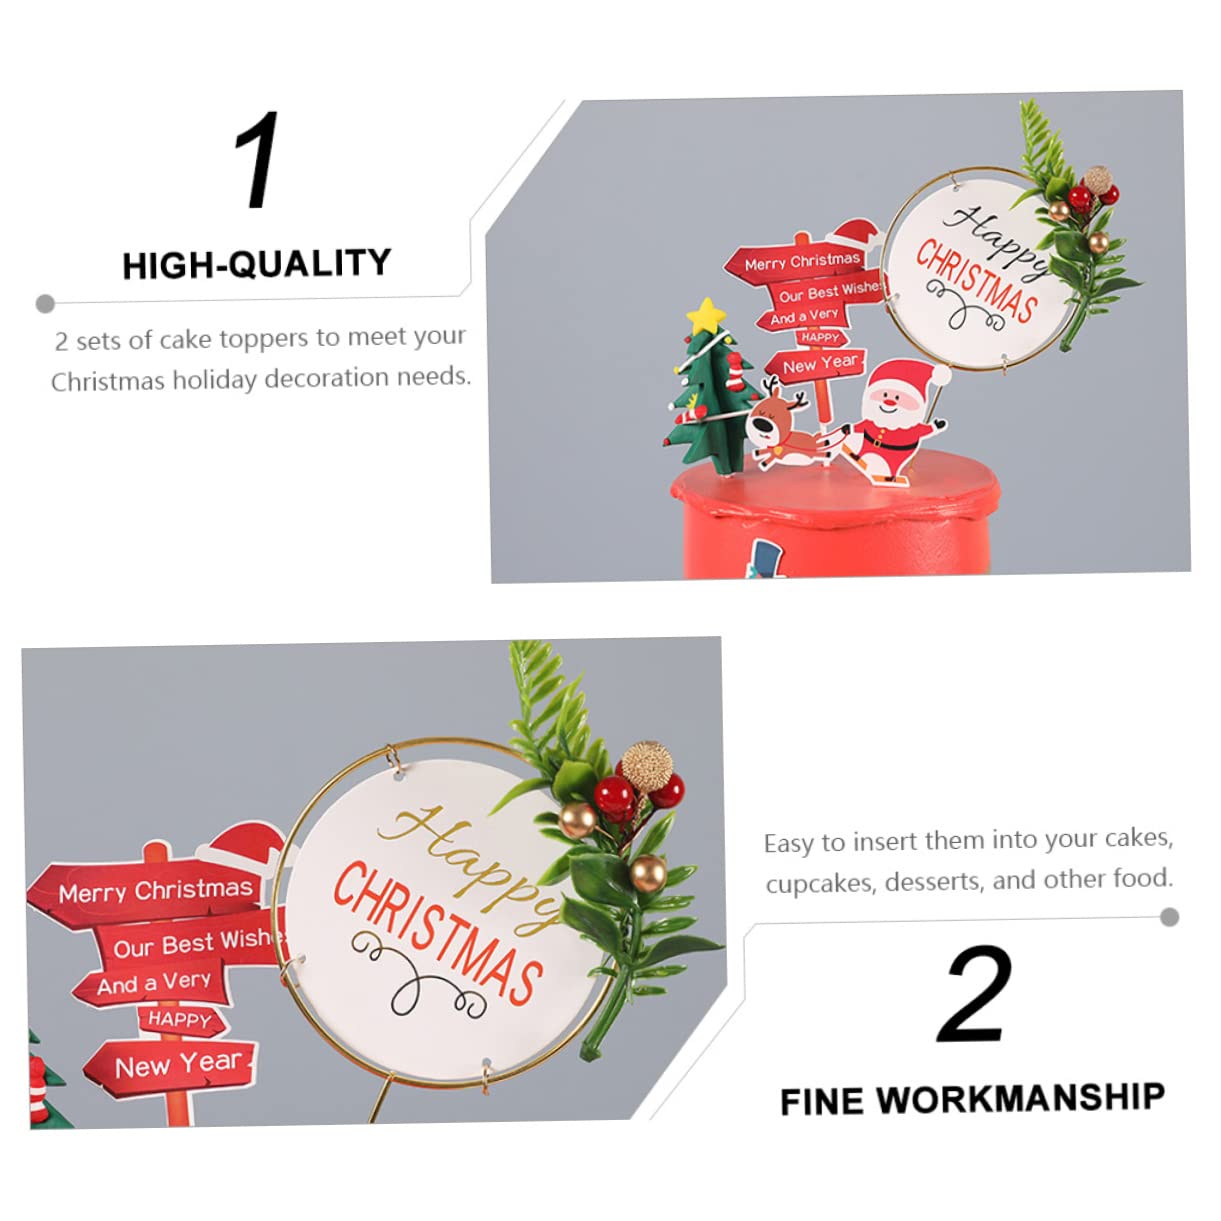 1
HIGH-QUALITY
2 sets of cake toppers to meet your
Christmas holiday decoration needs.
Merry Christmas
Our Best Wishes
And a Very
HAPPY
New Year
Happy
CHRISTMAS
Merry Christmas
Our Best Wishe
And a Very
HAPPY
New Year
Happy
CHRISTMAS
Easy to insert them into your cakes,
cupcakes, desserts, and other food.
2
FINE WORKMANSHIP